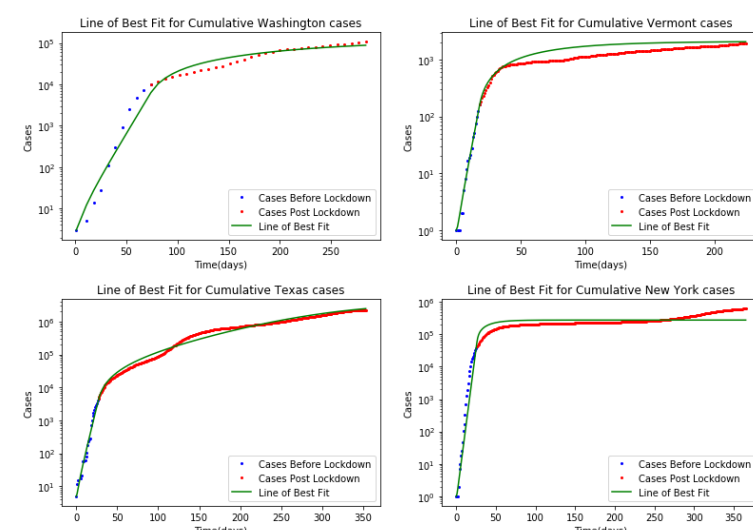 Line of Best Fit for Cumulative Washington cases
10^5
10^4
10^3
10^2
10^1
Cases
0 50 100 150 200 250
Time(days)
Cases Before Lockdown
Cases Post Lockdown
Line of Best Fit
Line of Best Fit for Cumulative Vermont cases
10^3
10^2
10^1
10^0
Cases
0 50 100 150 200
Time(days)
Cases Before Lockdown
Cases Post Lockdown
Line of Best Fit
Line of Best Fit for Cumulative Texas cases
10^6
10^5
10^4
10^3
10^2
10^1
Cases
0 50 100 150 200 250 300 350
Time(days)
Cases Before Lockdown
Cases Post Lockdown
Line of Best Fit
Line of Best Fit for Cumulative New York cases
10^6
10^5
10^4
10^3
10^2
10^1
10^0
Cases
0 50 100 150 200 250 300 350
Time(days)
Cases Before Lockdown
Cases Post Lockdown
Line of Best Fit